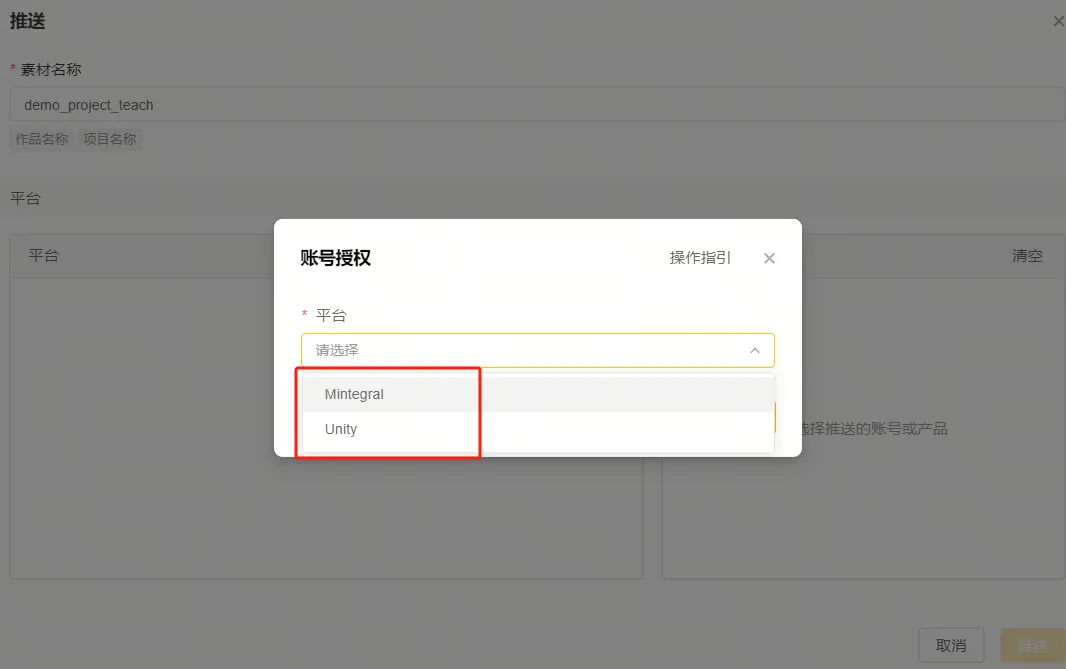 推送
* 素材名称
demo_project_teach
作品名称 项目名称
平台
平台
清空
账号授权
操作指引
* 平台
请选择
Mintegral
Unity
选择推送的账号或产品
取消
推送